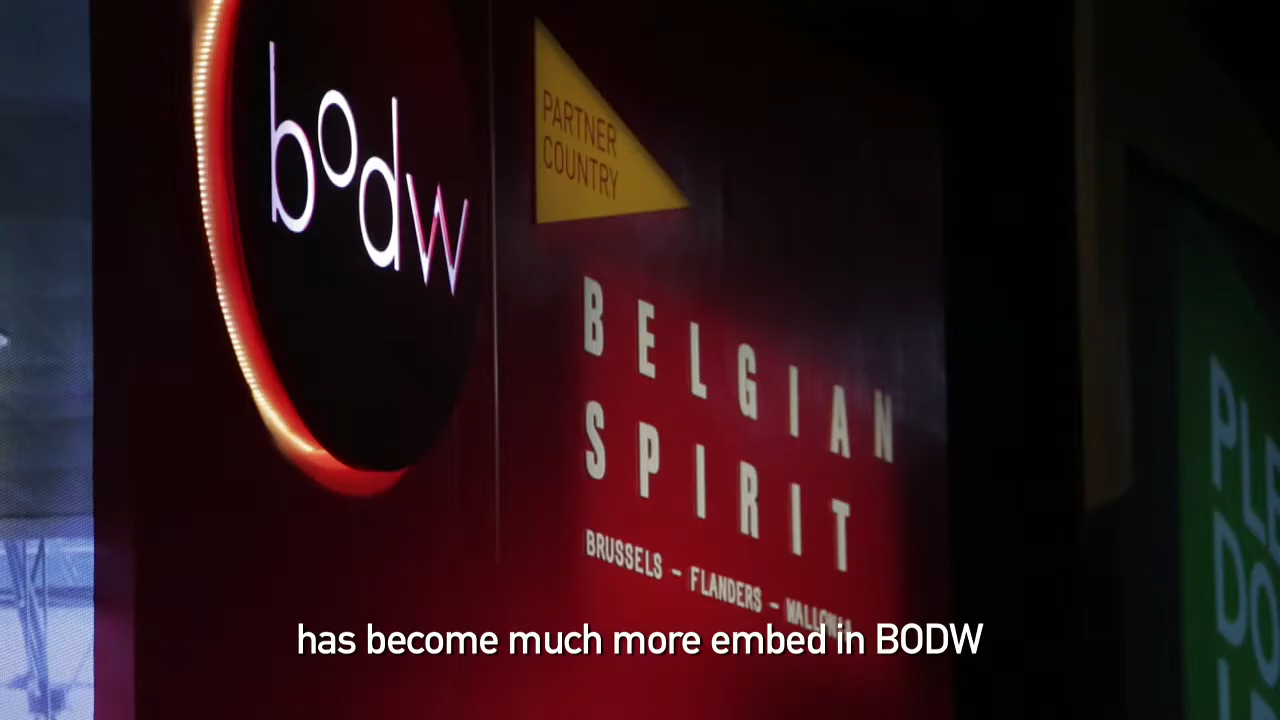 bodw
PARTNER
COUNTRY
BELGIAN
SPIRIT
BRUSSELS - FLANDERS -
has become much more embed in BODW